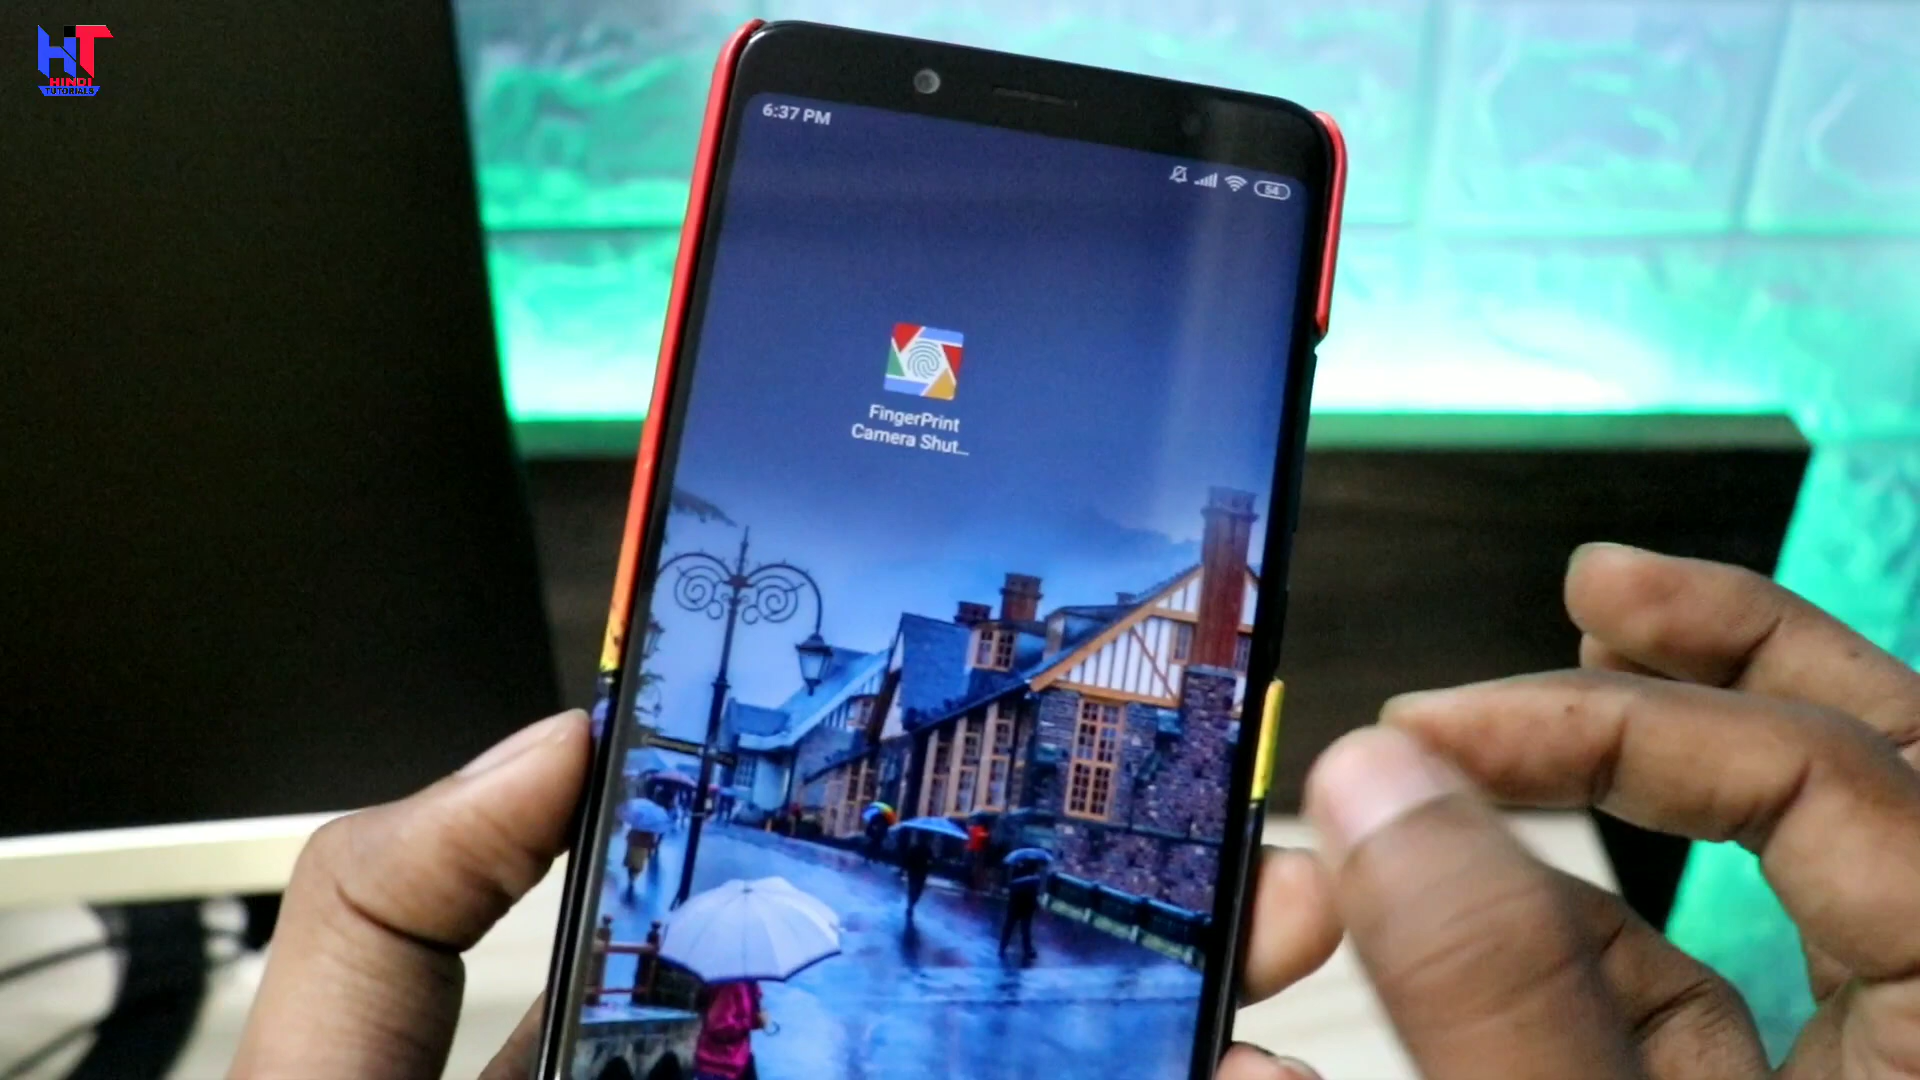 HT
HINDI
TUTORIALS
6:37 PM
54
FingerPrint
Camera Shut...